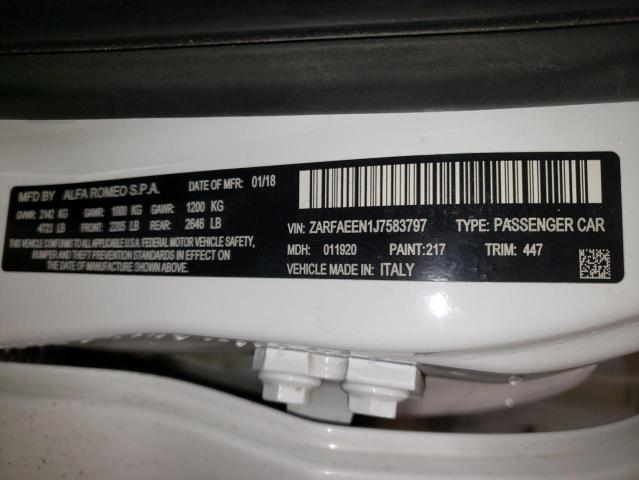 MFD BY ALFA ROMEO S.P.A. DATE OF MFR: 01/18
GVWR: 2142 KG GAWR: 1000 KG GAWR: 1200 KG
4723 LB FRONT: 2205 LB REAR: 2646 LB
THIS VEHICLE CONFORMS TO ALL FEDERAL MOTOR VEHICLE SAFETY,
BUMPER AND THEFT PREVENTION STANDARDS IN EFFECT ON
THE DATE OF MANUFACTURE SHOWN ABOVE.
VIN: ZARFAEEN1J7583797 TYPE: PASSENGER CAR
MDH: 011920 PAINT: 217 TRIM: 447
VEHICLE MADE IN: ITALY